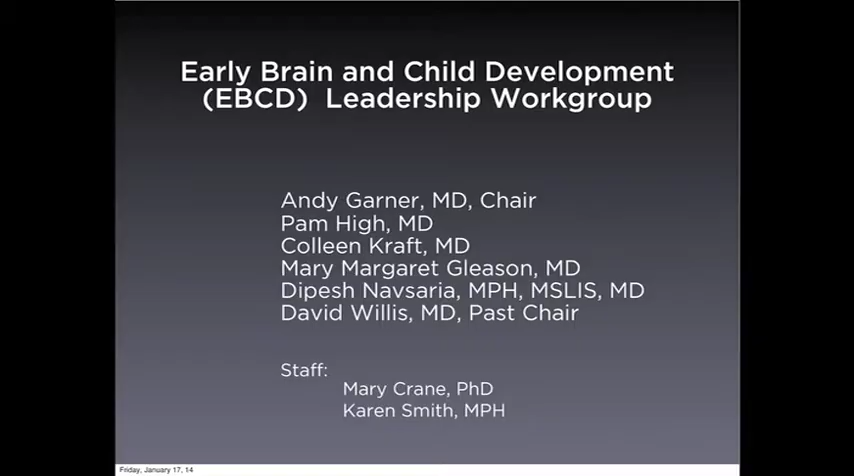 Early Brain and Child Development
(EBCD) Leadership Workgroup
Andy Garner, MD, Chair
Pam High, MD
Colleen Kraft, MD
Mary Margaret Gleason, MD
Dipesh Navsaria, MPH, MSLIS, MD
David Willis, MD, Past Chair
Staff:
Mary Crane, PhD
Karen Smith, MPH
Friday, January 17, 14